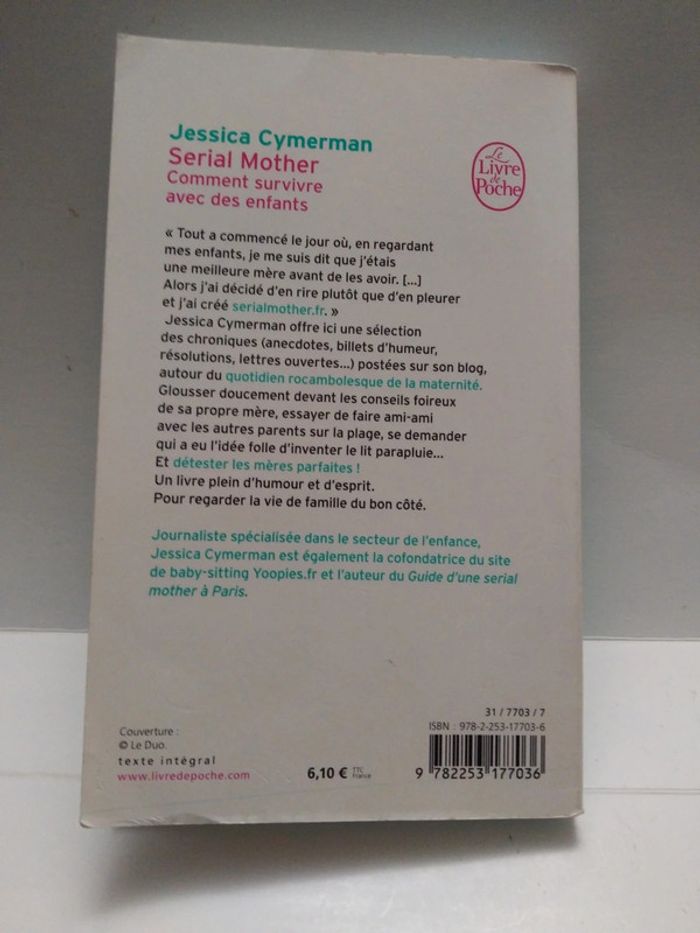 Jessica Cymerman
Serial Mother
Comment survivre
avec des enfants
Le
Livre
de
Poche
« Tout a commencé le jour où, en regardant
mes enfants, je me suis dit que j'étais
une meilleure mère avant de les avoir. [...]
Alors j'ai décidé d'en rire plutôt que d'en pleurer
et j'ai créé serialmother.fr. »
Jessica Cymerman offre ici une sélection
des chroniques (anecdotes, billets d'humeur,
résolutions, lettres ouvertes...) postées sur son blog,
autour du quotidien rocambolesque de la maternité.
Glousser doucement devant les conseils foireux
de sa propre mère, essayer de faire ami-ami
avec les autres parents sur la plage, se demander
qui a eu l'idée folle d'inventer le lit parapluie...
Et détester les mères parfaites !
Un livre plein d'humour et d'esprit.
Pour regarder la vie de famille du bon côté.
Journaliste spécialisée dans le secteur de l'enfance,
Jessica Cymerman est également la cofondatrice du site
de baby-sitting Yoopies.fr et l'auteur du Guide d'une serial
mother à Paris.
Couverture :
© Le Duo.
texte intégral
www.livredepoche.com
6,10 € TTC
France
31 / 7703 / 7
ISBN : 978-2-253-17703-6
9 782253 177036